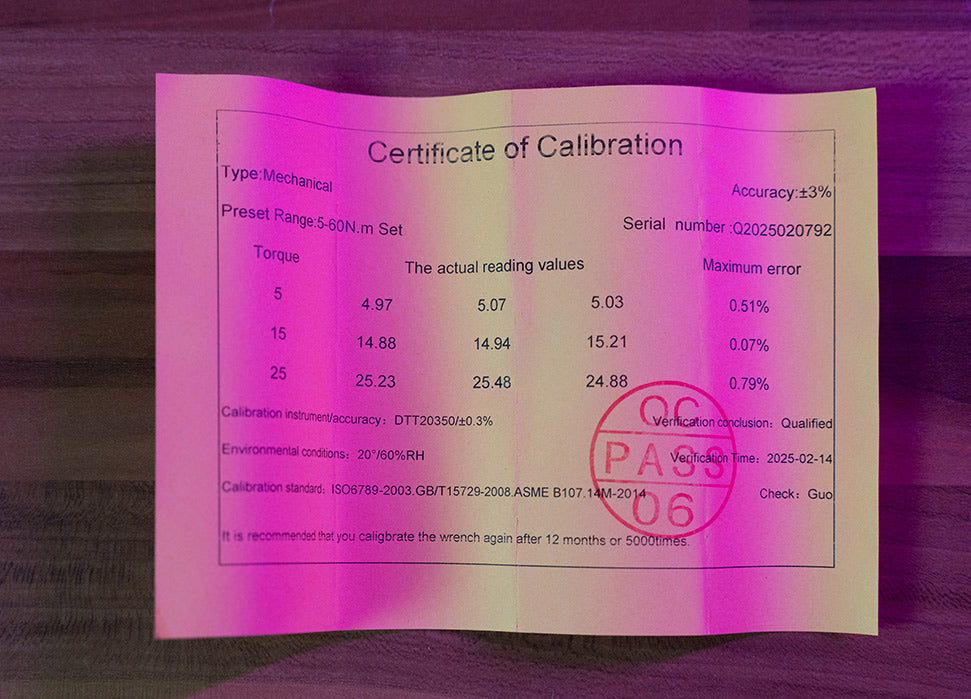 Certificate of Calibration
Type:Mechanical
Accuracy:±3%
Preset Range:5-60N.m Set
Serial number :Q2025020792
Torque The actual reading values Maximum error
5 4.97 5.07 5.03 0.51%
15 14.88 14.94 15.21 0.07%
25 25.23 25.48 24.88 0.79%
Calibration instrument/accuracy: DTT20350/±0.3%
Verification conclusion: Qualified
Environmental conditions: 20°/60%RH
Verification Time: 2025-02-14
Calibration standard: ISO6789-2003.GB/T15729-2008.ASME B107.14M-2014
Check: Guo
It is recommended that you caligbrate the wrench again after 12 months or 5000times.
QC
PASS
06